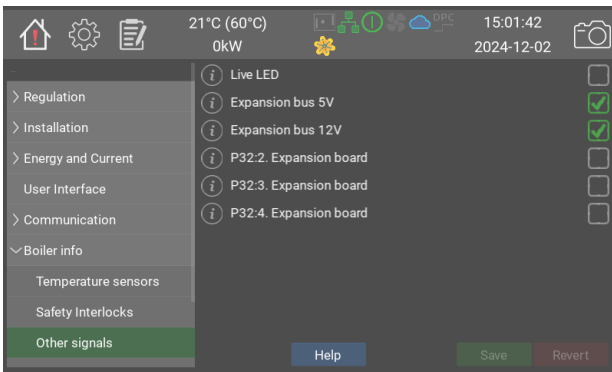 21°C (60°C)
0kW
DPC
15:01:42
2024-12-02
Regulation
Installation
Energy and Current
User Interface
Communication
Boiler info
Temperature sensors
Safety Interlocks
Other signals
Live LED
Expansion bus 5V
Expansion bus 12V
P32:2. Expansion board
P32:3. Expansion board
P32:4. Expansion board
Help
Save
Revert